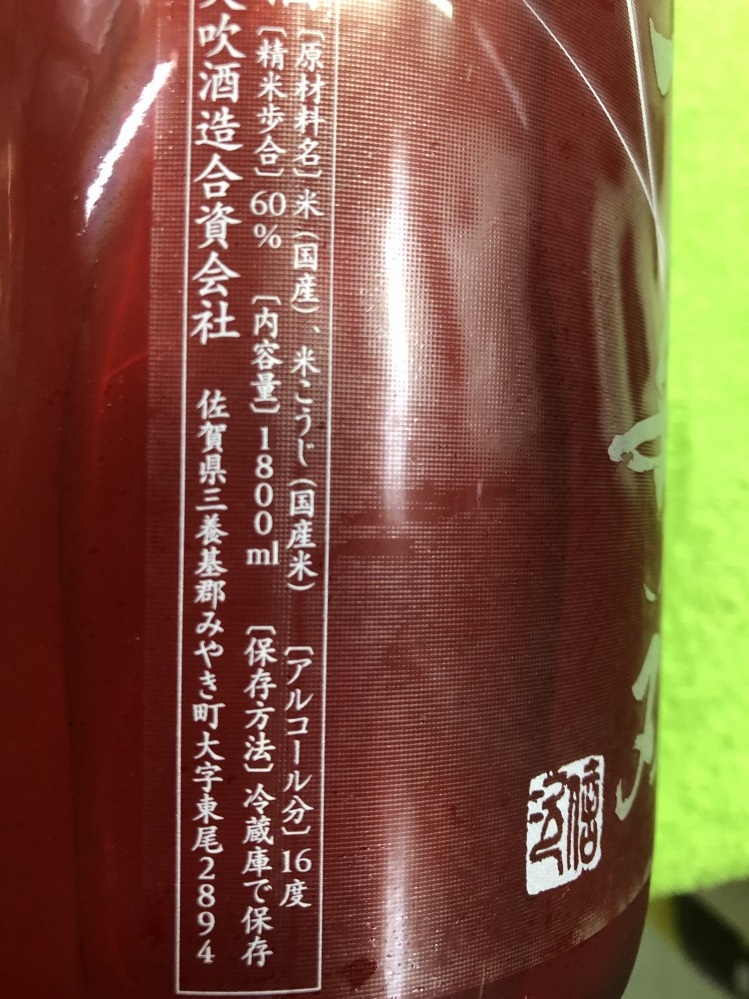 〔原材料名〕米(国産)、米こうじ(国産米) 〔アルコール分〕16度
〔精米歩合〕60% 〔内容量〕1800ml 〔保存方法〕冷蔵庫で保存
吹酒造合資会社 佐賀県三養基郡みやき町大字東尾2894